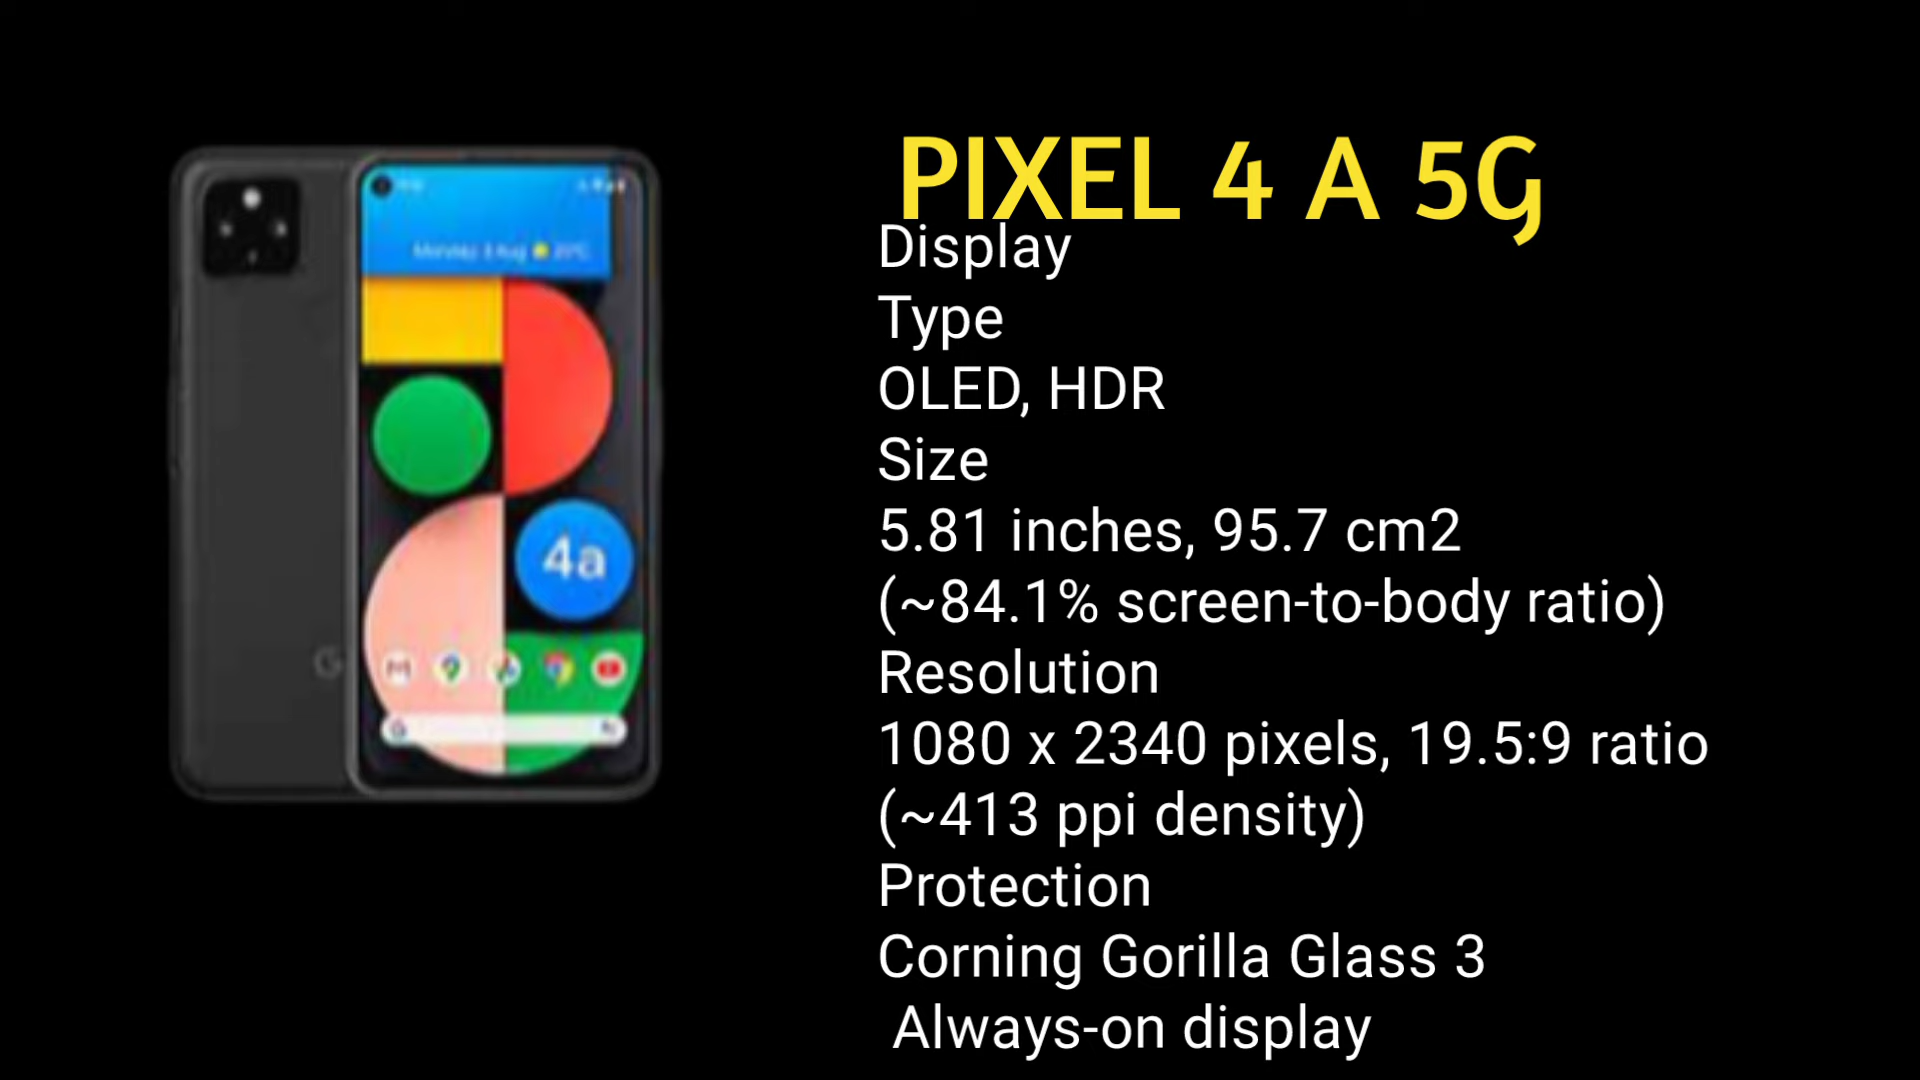 PIXEL 4 A 5G
Display
Type
OLED, HDR
Size
5.81 inches, 95.7 cm2
(~84.1% screen-to-body ratio)
Resolution
1080 x 2340 pixels, 19.5:9 ratio
(~413 ppi density)
Protection
Corning Gorilla Glass 3
Always-on display
4a